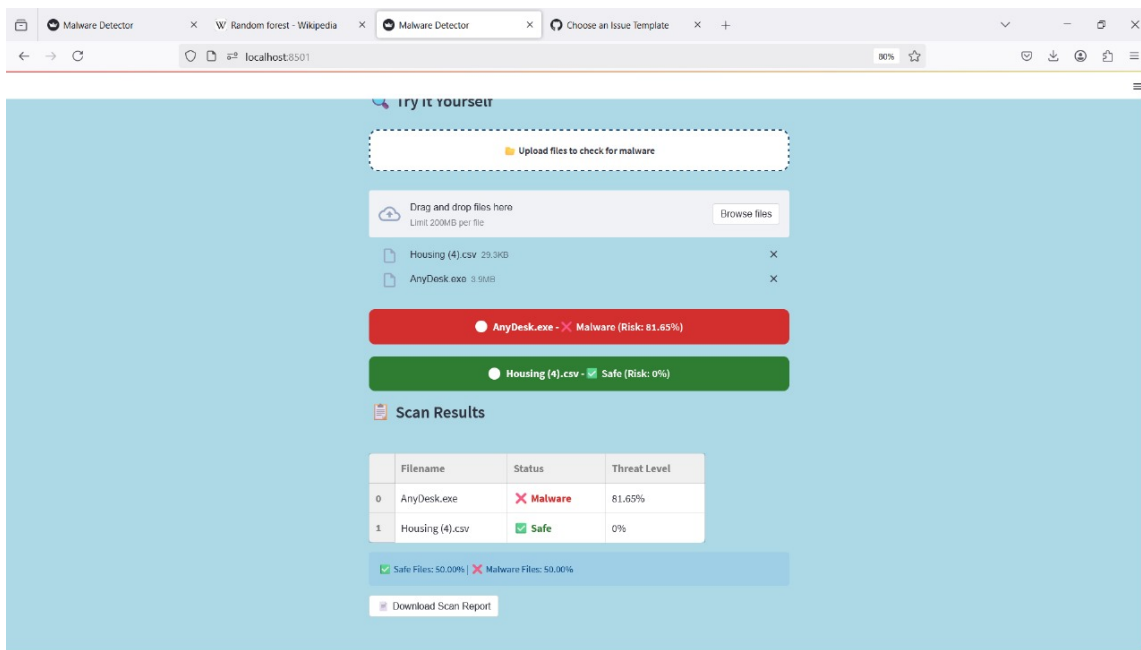 Malware Detector
Random forest - Wikipedia
Malware Detector
Choose an Issue Template
localhost:8501
80%
Try it Yourself
Upload files to check for malware
Drag and drop files here
Limit 200MB per file
Browse files
Housing (4).csv 29.3KB
AnyDesk.exe 3.9MB
AnyDesk.exe - ❌ Malware (Risk: 81.65%)
Housing (4).csv - ✅ Safe (Risk: 0%)
Scan Results
Filename Status Threat Level
0 AnyDesk.exe ❌ Malware 81.65%
1 Housing (4).csv ✅ Safe 0%
✅ Safe Files: 50.00% | ❌ Malware Files: 50.00%
Download Scan Report